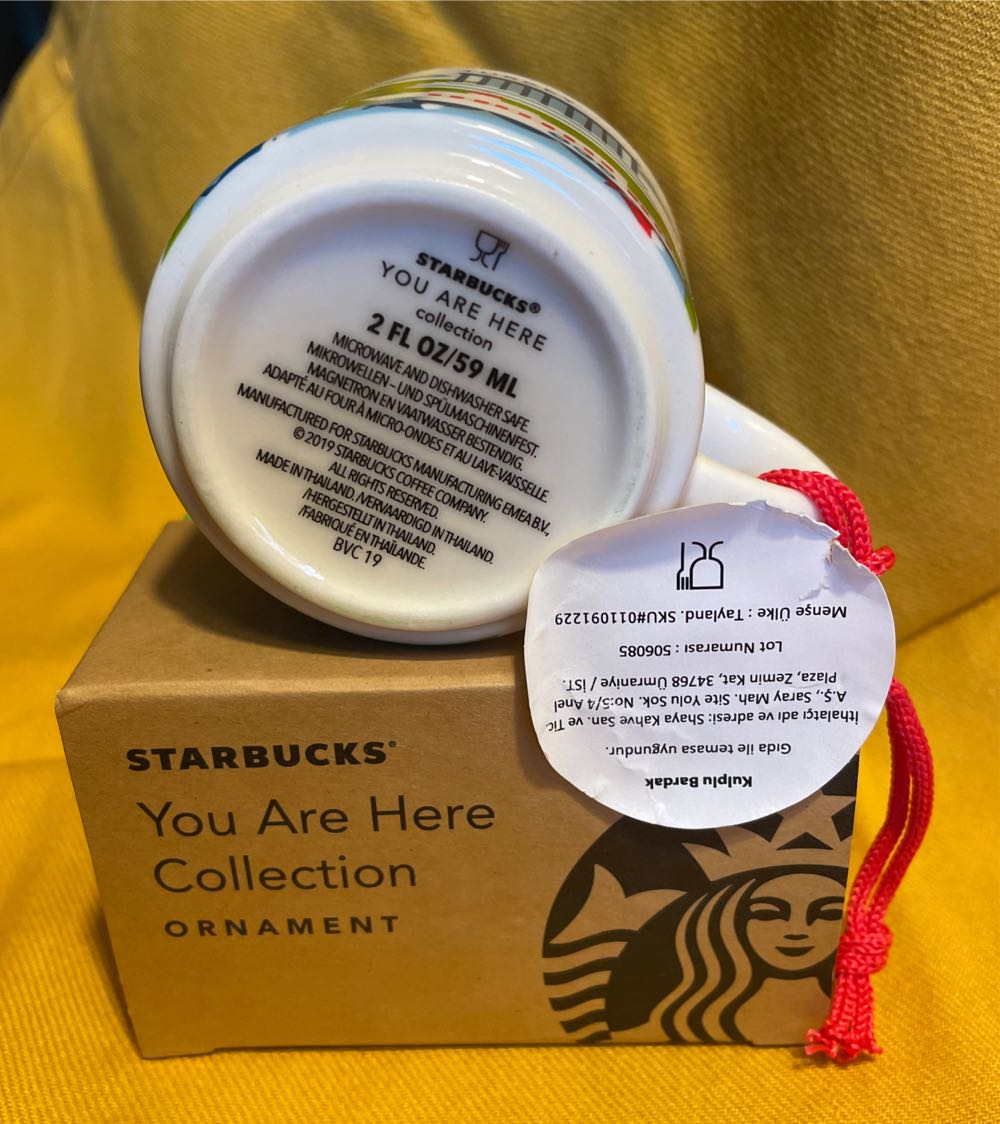 STARBUCKS®
YOU ARE HERE
collection
2 FL OZ/59 ML
MICROWAVE AND DISHWASHER SAFE.
MIKROWELLEN – UND SPÜLMASCHINENFEST.
MAGNETRON EN VAATWASSER BESTENDIG.
ADAPTÉ AU FOUR À MICRO-ONDES ET AU LAVE-VAISSELLE.
MANUFACTURED FOR STARBUCKS MANUFACTURING EMEA B.V.,
© 2019 STARBUCKS COFFEE COMPANY.
ALL RIGHTS RESERVED.
MADE IN THAILAND. /VERVAARDIGD IN THAILAND.
/HERGESTELLT IN THAILAND.
/FABRIQUÉ EN THAÏLANDE.
BVC 19
Kulplu Bardak
Gıda ile temasa uygundur.
İthalatçı adı ve adresi: Shaya Kahve San. ve Tic.
A.Ş., Saray Mah. Site Yolu Sok. No:5/4 Anel
Plaza, Zemin Kat, 34768 Ümraniye / İST.
Lot Numarası : 506085
Menşe Ülke : Tayland. SKU#011091229
STARBUCKS®
You Are Here
Collection
ORNAMENT